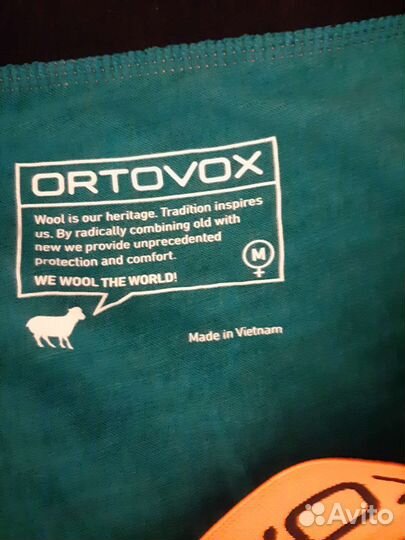 ORTOVOX
Wool is our heritage. Tradition inspires
us. By radically combining old with
new we provide unprecedented
protection and comfort.
WE WOOL THE WORLD!
M
Made in Vietnam
VOX
Avito